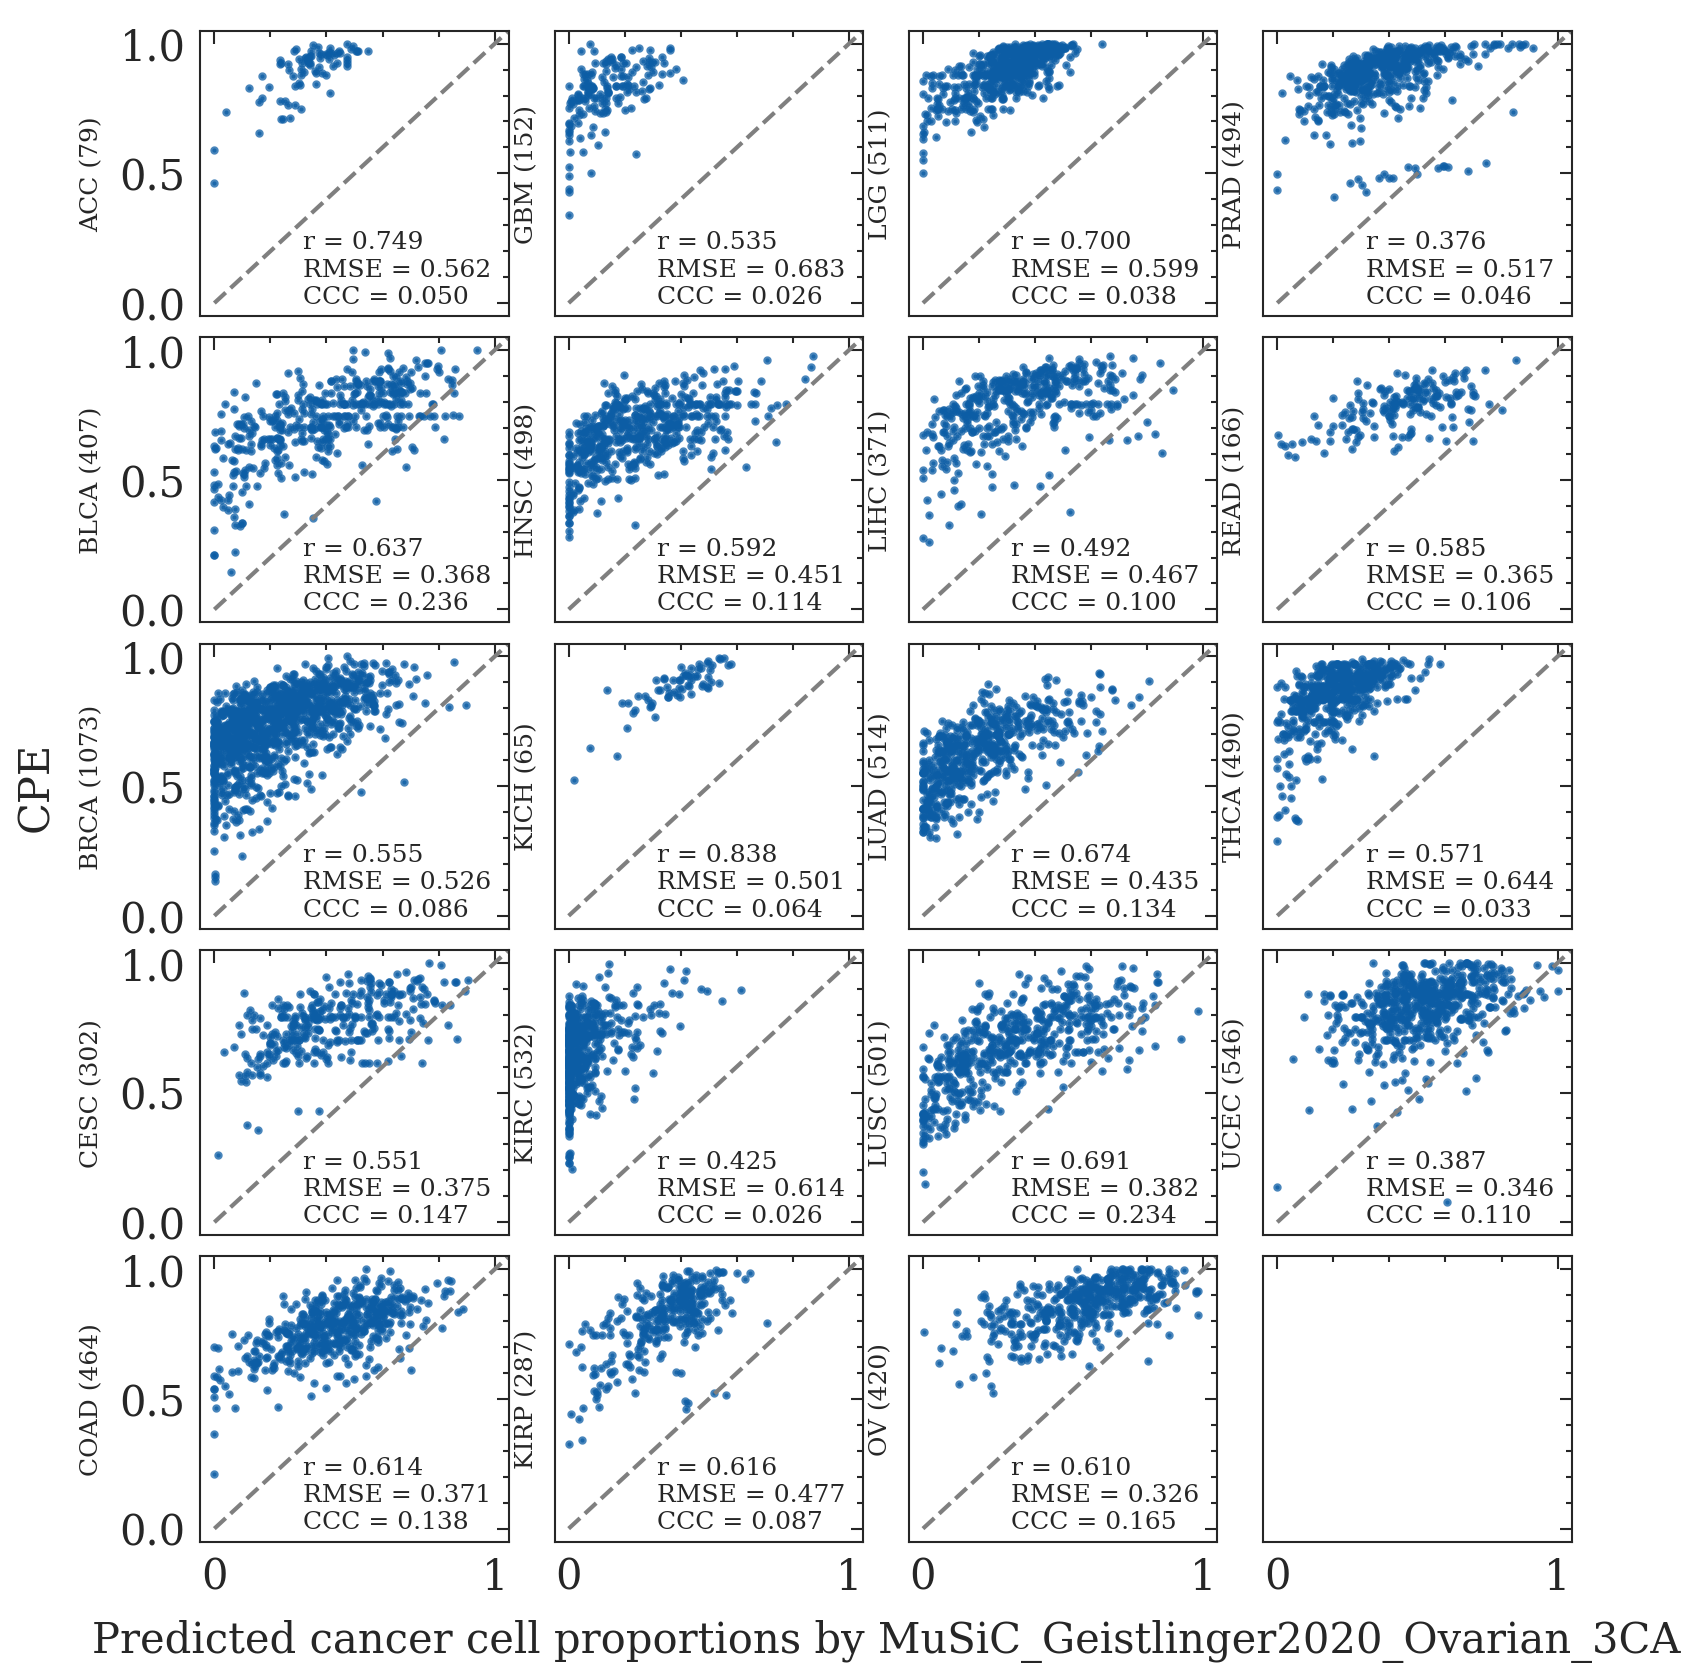 CPE
1.0
0.5
0.0
ACC (79)
r = 0.749
RMSE = 0.562
CCC = 0.050
GBM (152)
r = 0.535
RMSE = 0.683
CCC = 0.026
LGG (511)
r = 0.700
RMSE = 0.599
CCC = 0.038
PRAD (494)
r = 0.376
RMSE = 0.517
CCC = 0.046
1.0
0.5
0.0
BLCA (407)
r = 0.637
RMSE = 0.368
CCC = 0.236
HNSC (498)
r = 0.592
RMSE = 0.451
CCC = 0.114
LIHC (371)
r = 0.492
RMSE = 0.467
CCC = 0.100
READ (166)
r = 0.585
RMSE = 0.365
CCC = 0.106
1.0
0.5
0.0
BRCA (1073)
r = 0.555
RMSE = 0.526
CCC = 0.086
KICH (65)
r = 0.838
RMSE = 0.501
CCC = 0.064
LUAD (514)
r = 0.674
RMSE = 0.435
CCC = 0.134
THCA (490)
r = 0.571
RMSE = 0.644
CCC = 0.033
1.0
0.5
0.0
CESC (302)
r = 0.551
RMSE = 0.375
CCC = 0.147
KIRC (532)
r = 0.425
RMSE = 0.614
CCC = 0.026
LUSC (501)
r = 0.691
RMSE = 0.382
CCC = 0.234
UCEC (546)
r = 0.387
RMSE = 0.346
CCC = 0.110
1.0
0.5
0.0
COAD (464)
r = 0.614
RMSE = 0.371
CCC = 0.138
KIRP (287)
r = 0.616
RMSE = 0.477
CCC = 0.087
OV (420)
r = 0.610
RMSE = 0.326
CCC = 0.165
0 1 0 1 0 1 0 1
Predicted cancer cell proportions by MuSiC_Geistlinger2020_Ovarian_3CA